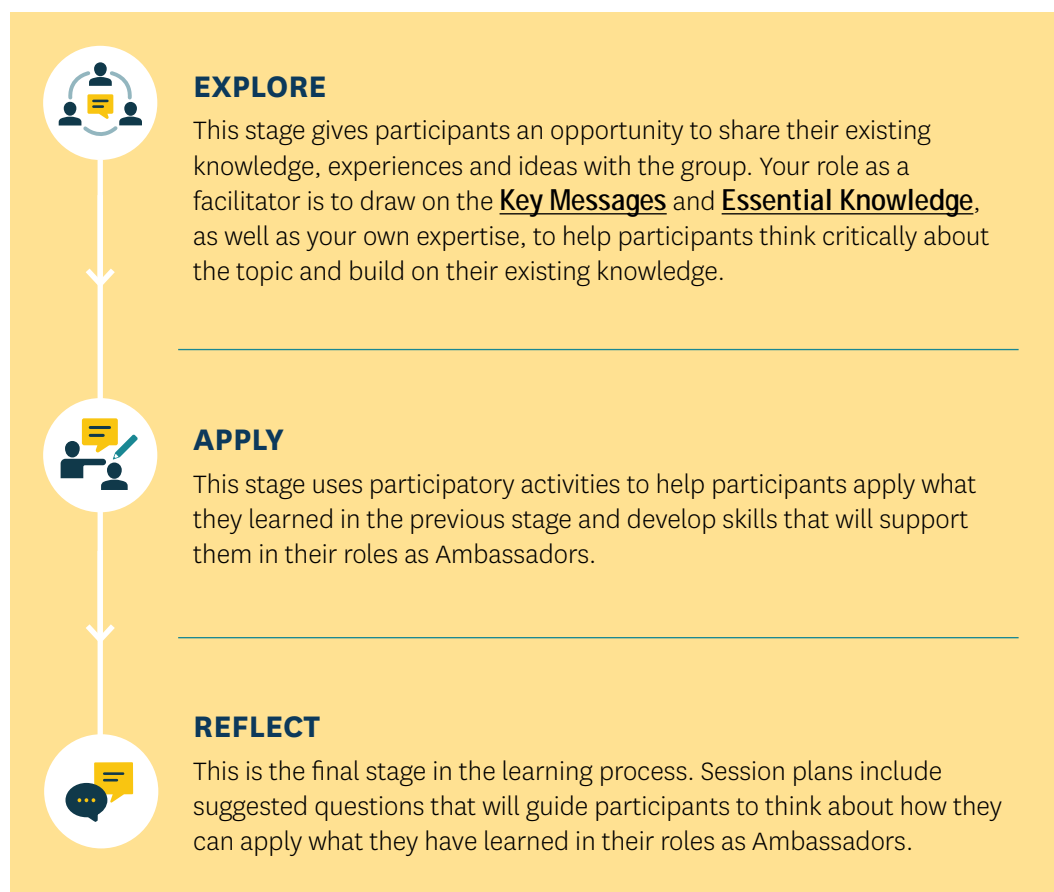 EXPLORE
This stage gives participants an opportunity to share their existing
knowledge, experiences and ideas with the group. Your role as a
facilitator is to draw on the Key Messages and Essential Knowledge,
as well as your own expertise, to help participants think critically about
the topic and build on their existing knowledge.
APPLY
This stage uses participatory activities to help participants apply what
they learned in the previous stage and develop skills that will support
them in their roles as Ambassadors.
REFLECT
This is the final stage in the learning process. Session plans include
suggested questions that will guide participants to think about how they
can apply what they have learned in their roles as Ambassadors.